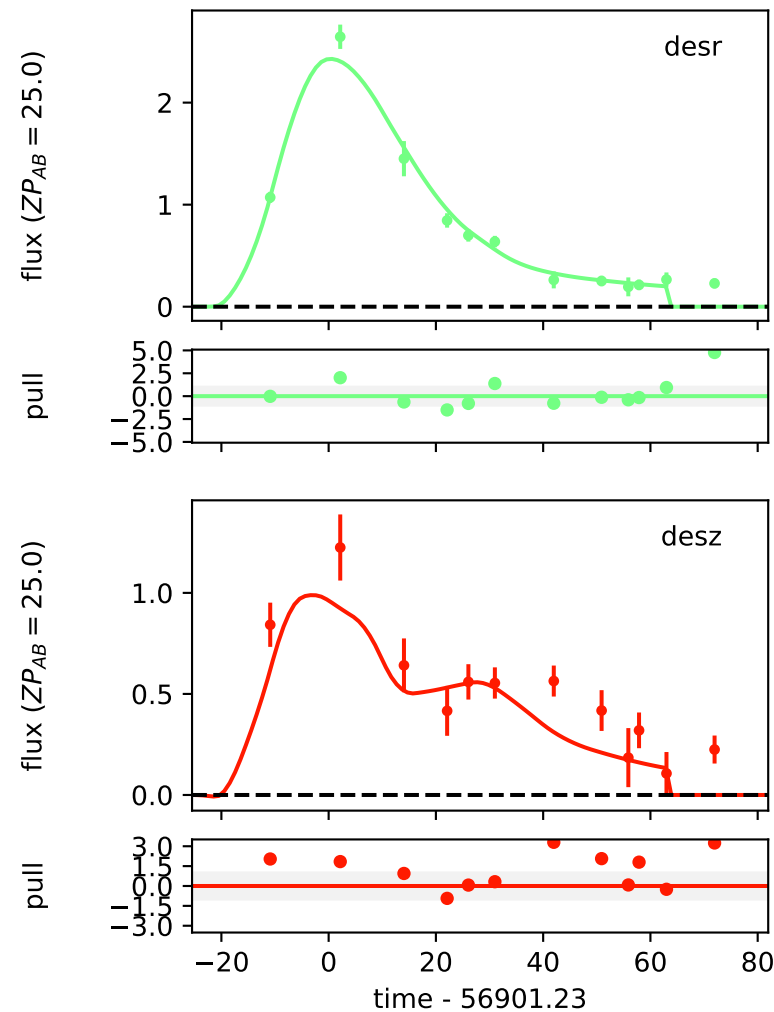 desr
flux (ZP_AB = 25.0)
2
1
0
pull
5.0
2.5
0.0
−2.5
−5.0
desz
flux (ZP_AB = 25.0)
1.0
0.5
0.0
pull
3.0
1.5
0.0
−1.5
−3.0
−20 0 20 40 60 80
time - 56901.23